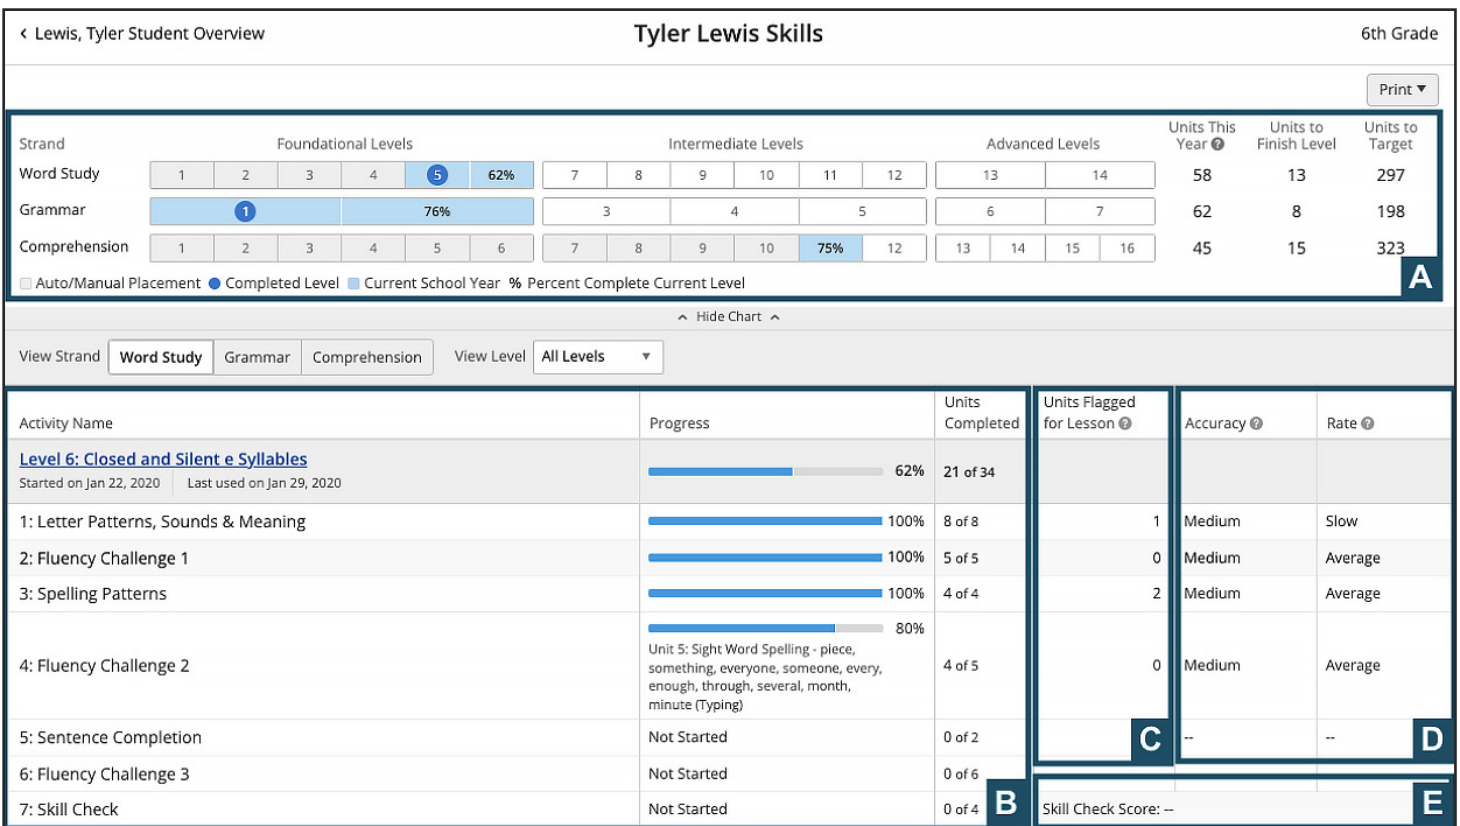 ‹ Lewis, Tyler Student Overview Tyler Lewis Skills 6th Grade
Print ▼
Units This Units to Units to
Strand Foundational Levels Intermediate Levels Advanced Levels Year ? Finish Level Target
Word Study 1 2 3 4 5 62% 7 8 9 10 11 12 13 14 58 13 297
Grammar 1 76% 3 4 5 6 7 62 8 198
Comprehension 1 2 3 4 5 6 7 8 9 10 75% 12 13 14 15 16 45 15 323
A
Auto/Manual Placement Completed Level Current School Year % Percent Complete Current Level
Hide Chart
View Strand Word Study Grammar Comprehension View Level All Levels ▼
Units Units Flagged
Activity Name Progress Completed for Lesson ? Accuracy ? Rate ?
Level 6: Closed and Silent e Syllables 62% 21 of 34
Started on Jan 22, 2020 Last used on Jan 29, 2020
1: Letter Patterns, Sounds & Meaning 100% 8 of 8 1 Medium Slow
2: Fluency Challenge 1 100% 5 of 5 0 Medium Average
3: Spelling Patterns 100% 4 of 4 2 Medium Average
80%
Unit 5: Sight Word Spelling - piece,
something, everyone, someone, every,
4: Fluency Challenge 2 4 of 5 0 Medium Average
enough, through, several, month,
minute (Typing)
5: Sentence Completion Not Started 0 of 2 C -- -- D
6: Fluency Challenge 3 Not Started 0 of 6
7: Skill Check Not Started 0 of 4 B Skill Check Score: -- E